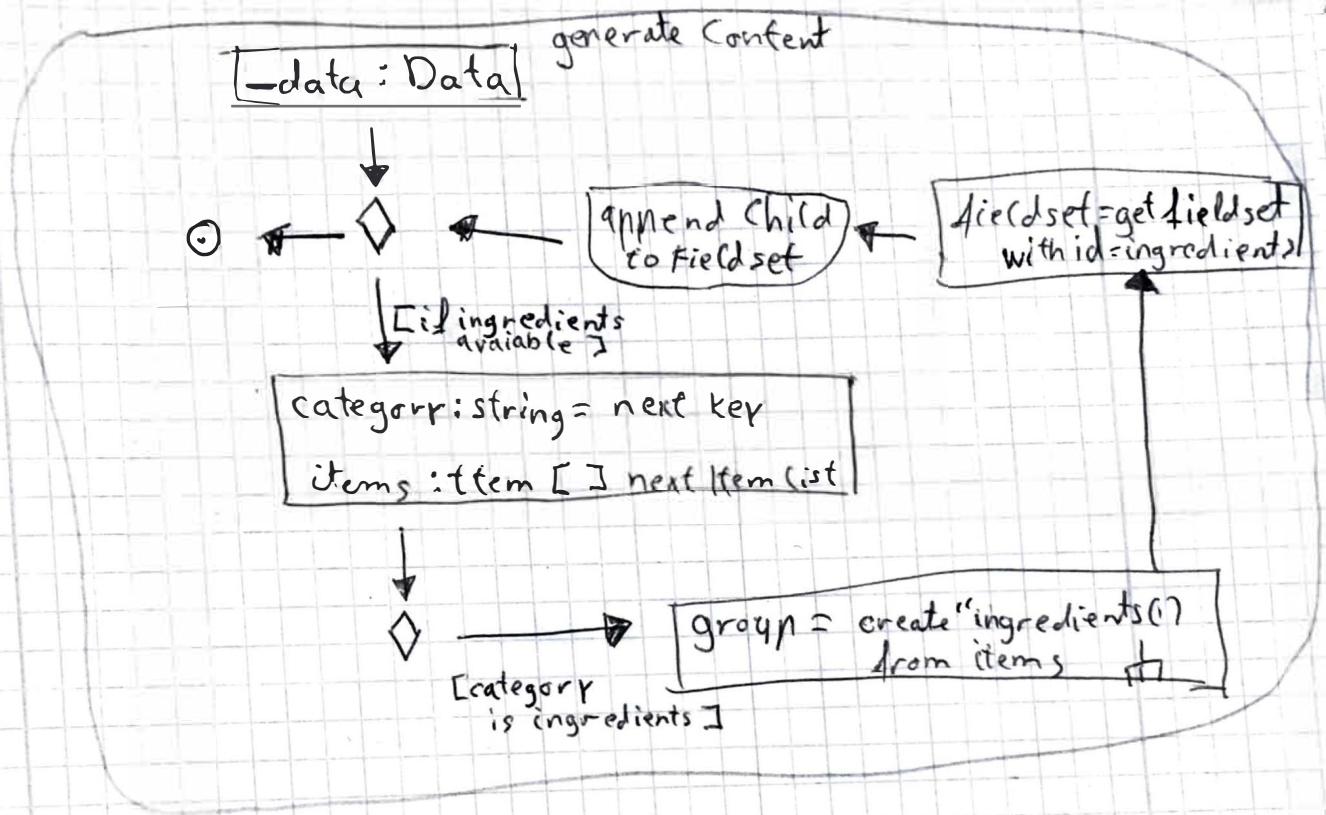 generate Content
_data : Data
append Child
to Fieldset
fieldset = get fieldset
with id = ingredients
[if ingredients
avaiable]
category : string = next key
items : Item [ ] next Item list
group = create "ingredients()
from items
[category
is ingredients]